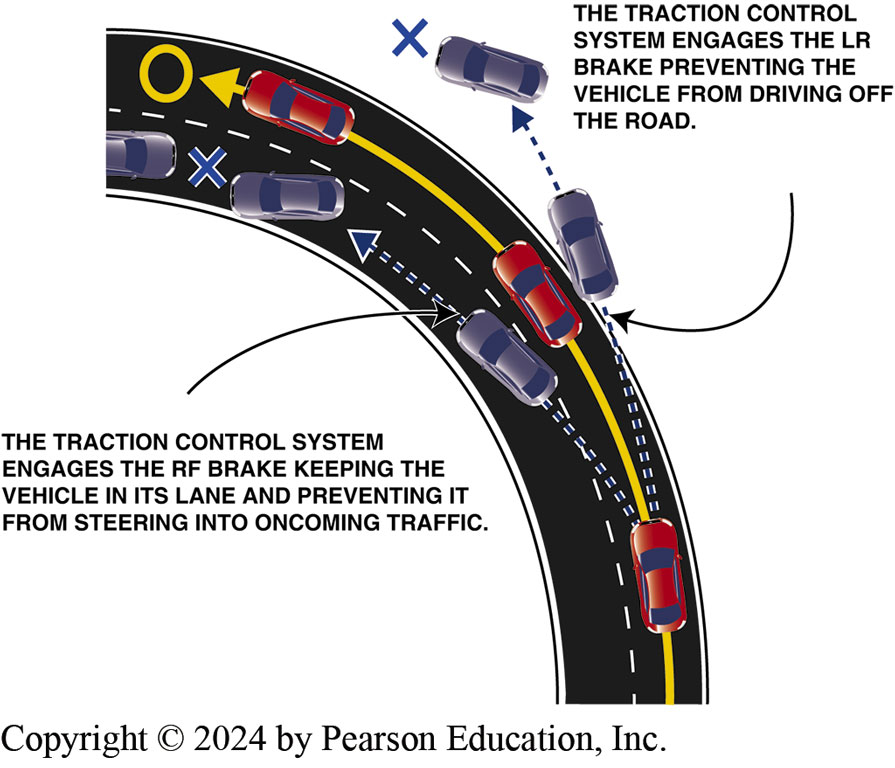 THE TRACTION CONTROL
SYSTEM ENGAGES THE LR
BRAKE PREVENTING THE
VEHICLE FROM DRIVING OFF
THE ROAD.
THE TRACTION CONTROL SYSTEM
ENGAGES THE RF BRAKE KEEPING THE
VEHICLE IN ITS LANE AND PREVENTING IT
FROM STEERING INTO ONCOMING TRAFFIC.
Copyright © 2024 by Pearson Education, Inc.